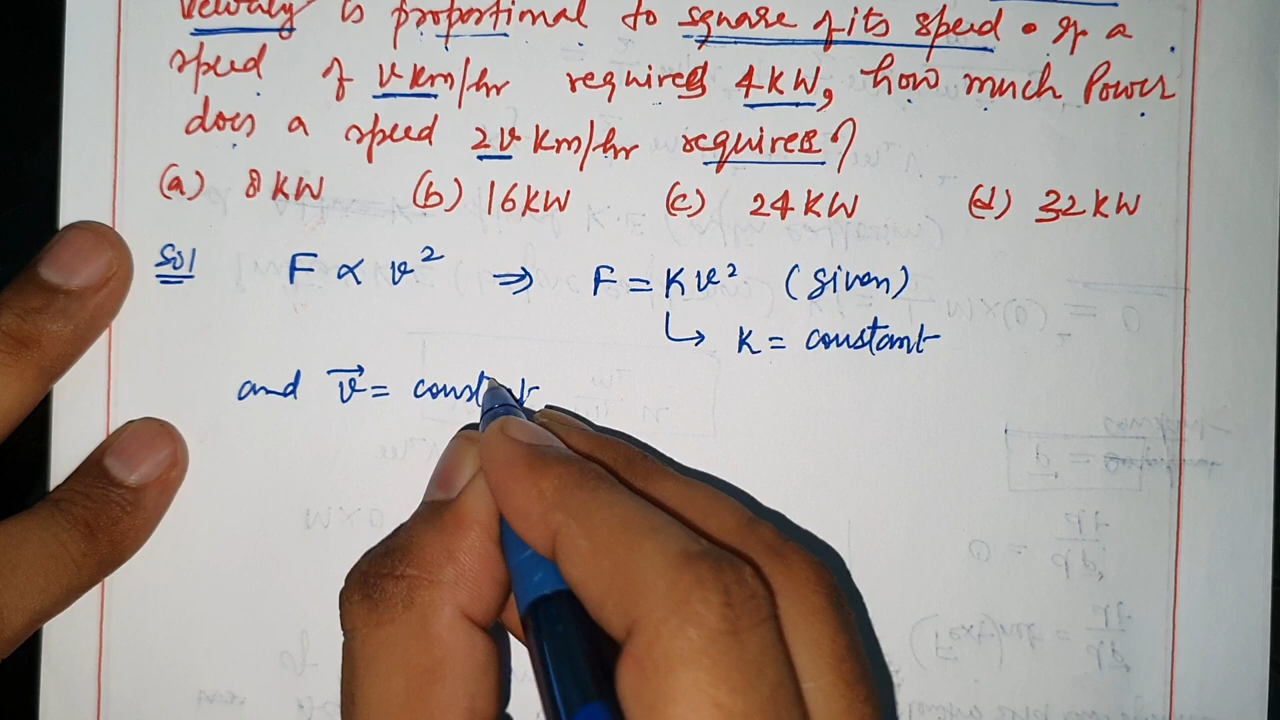 Velocity is proportional to square of its speed. If a
speed of v km/hr requires 4 KW, how much Power
does a speed 2v km/hr requires?
(a) 8 KW (b) 16 KW (c) 24 KW (d) 32 KW
Sol F ∝ v² ⇒ F = Kv² (Given)
↳ K = constant
and v⃗ = constant